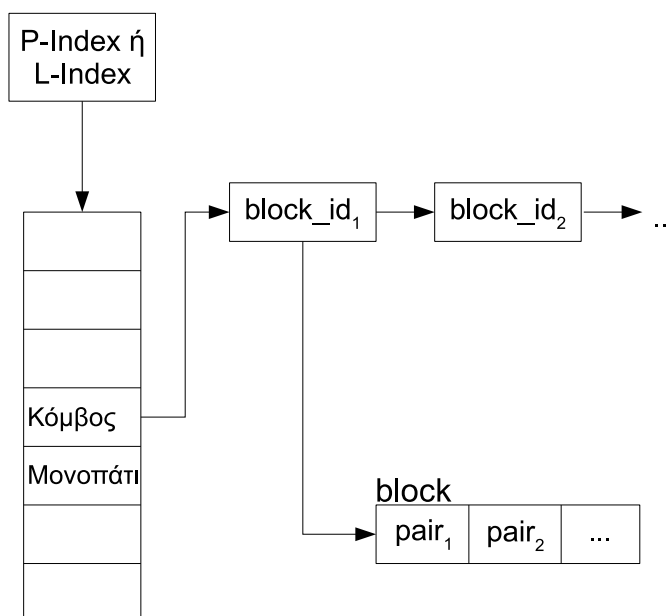 P-Index ή
L-Index
block_id₁
block_id₂
...
Κόμβος
Μονοπάτι
block
pair₁
pair₂
...